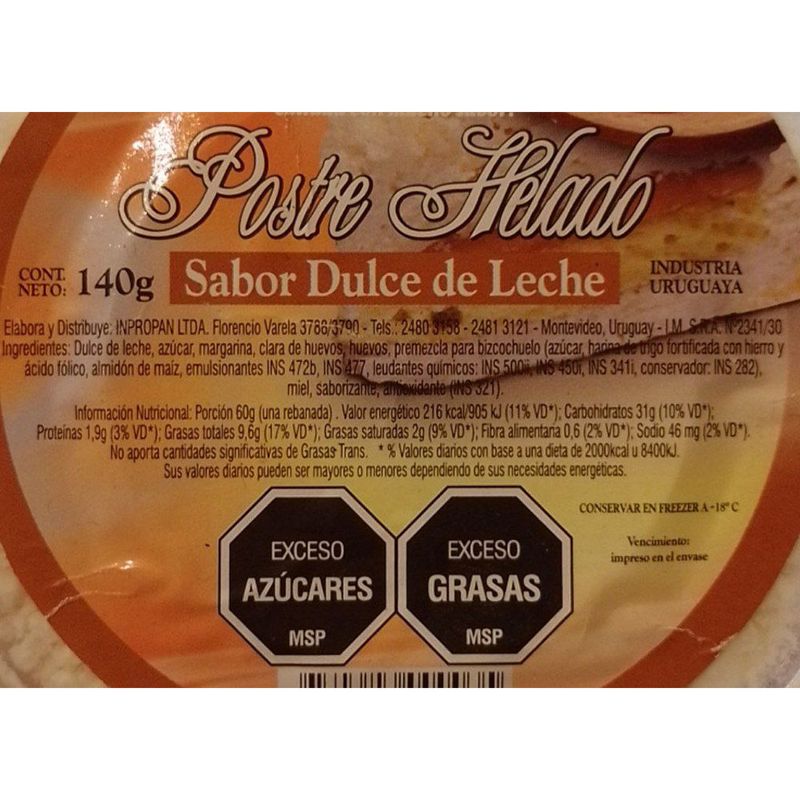 Postre Helado
CONT. NETO: 140g
Sabor Dulce de Leche
INDUSTRIA URUGUAYA
Elabora y Distribuye: INPROPAN LTDA. Florencio Varela 3766/3790 - Tels.: 2480 3158 - 2481 3121 - Montevideo, Uruguay - I.M. S.R.A. Nº2341/30
Ingredientes: Dulce de leche, azúcar, margarina, clara de huevos, huevos, premezcla para bizcochuelo (azúcar, harina de trigo fortificada con hierro y
ácido fólico, almidón de maíz, emulsionantes INS 472b, INS 477, leudantes químicos: INS 500ii, INS 450i, INS 341i, conservador: INS 282),
miel, saborizante, antioxidante (INS 321).
Información Nutricional: Porción 60g (una rebanada) . Valor energético 216 kcal/905 kJ (11% VD*); Carbohidratos 31g (10% VD*);
Proteínas 1,9g (3% VD*); Grasas totales 9,6g (17% VD*); Grasas saturadas 2g (9% VD*); Fibra alimentaria 0,6 (2% VD*); Sodio 46 mg (2% VD*).
No aporta cantidades significativas de Grasas Trans. * % Valores diarios con base a una dieta de 2000kcal u 8400kJ.
Sus valores diarios pueden ser mayores o menores dependiendo de sus necesidades energéticas.
CONSERVAR EN FREEZER A -18º C
Vencimiento:
impreso en el envase
EXCESO
AZÚCARES
MSP
EXCESO
GRASAS
MSP